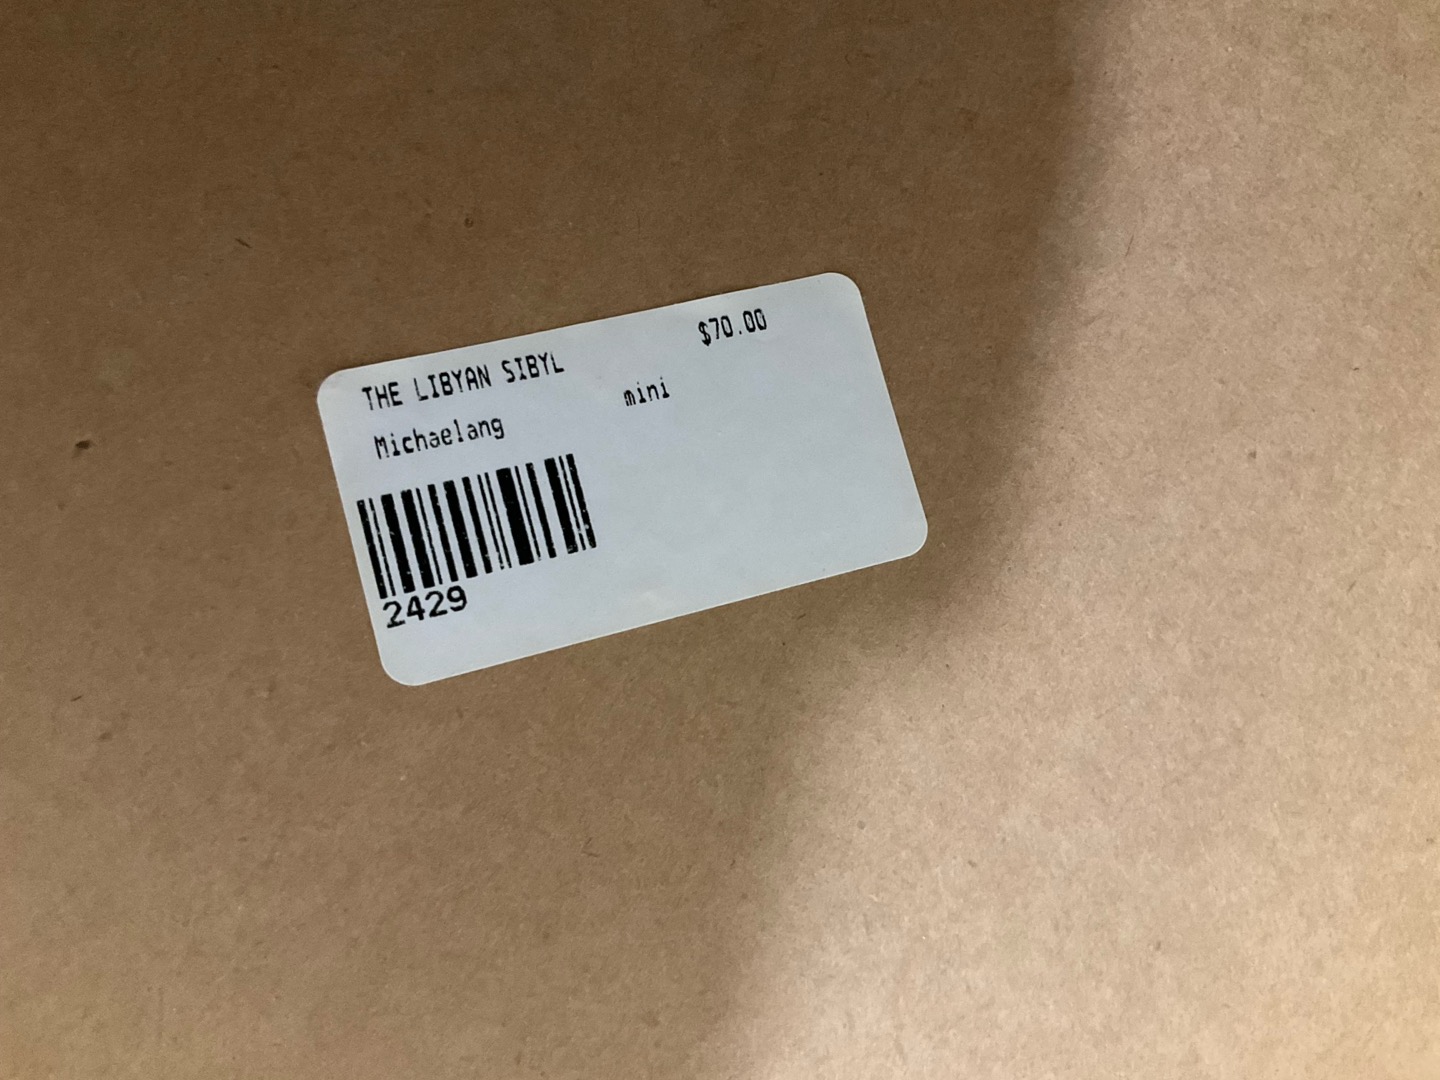 $70.00
THE LIBYAN SIBYL
mini
Michaelang
2429